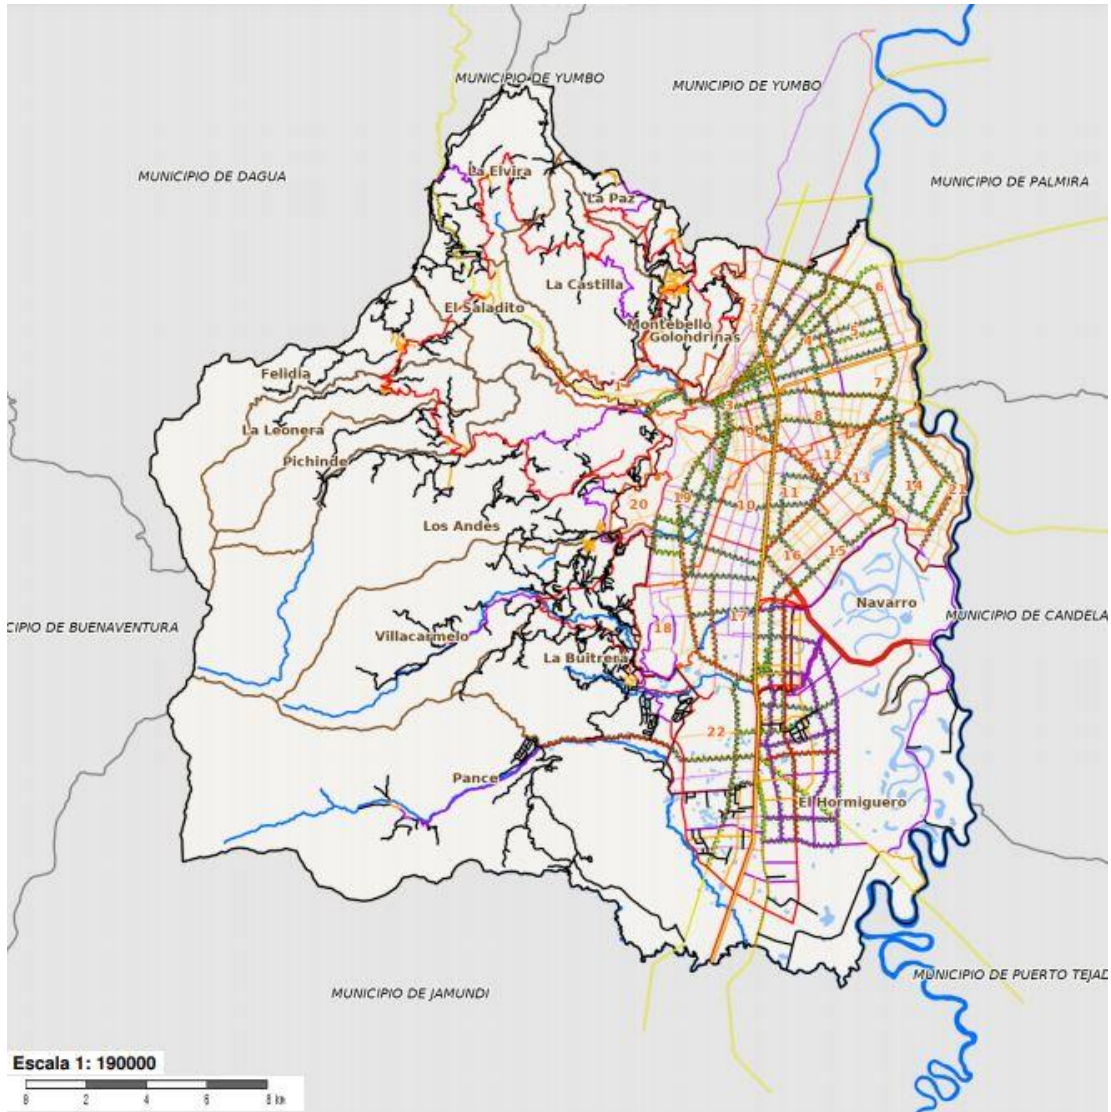 MUNICIPIO DE YUMBO
MUNICIPIO DE YUMBO
MUNICIPIO DE DAGUA
MUNICIPIO DE PALMIRA
La Elvira
La Paz
La Castilla
El Saladito
Montebello
Golondrinas
Felidia
La Leonera
Pichinde
Los Andes
Villacarmelo
La Buitrera
Pance
Navarro
El Hormiguero
CIPIO DE BUENAVENTURA
MUNICIPIO DE CANDELA
MUNICIPIO DE PUERTO TEJAD
MUNICIPIO DE JAMUNDI
1
2
3
4
5
6
7
8
9
10
11
12
13
14
15
16
17
18
19
20
21
22
Escala 1: 190000
0 2 4 6 8 km